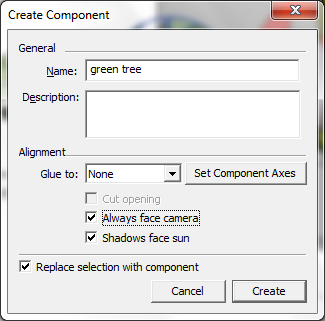 Create Component
General
Name: green tree
Description:
Alignment
Glue to: None Set Component Axes
Cut opening
Always face camera
Shadows face sun
Replace selection with component
Cancel Create